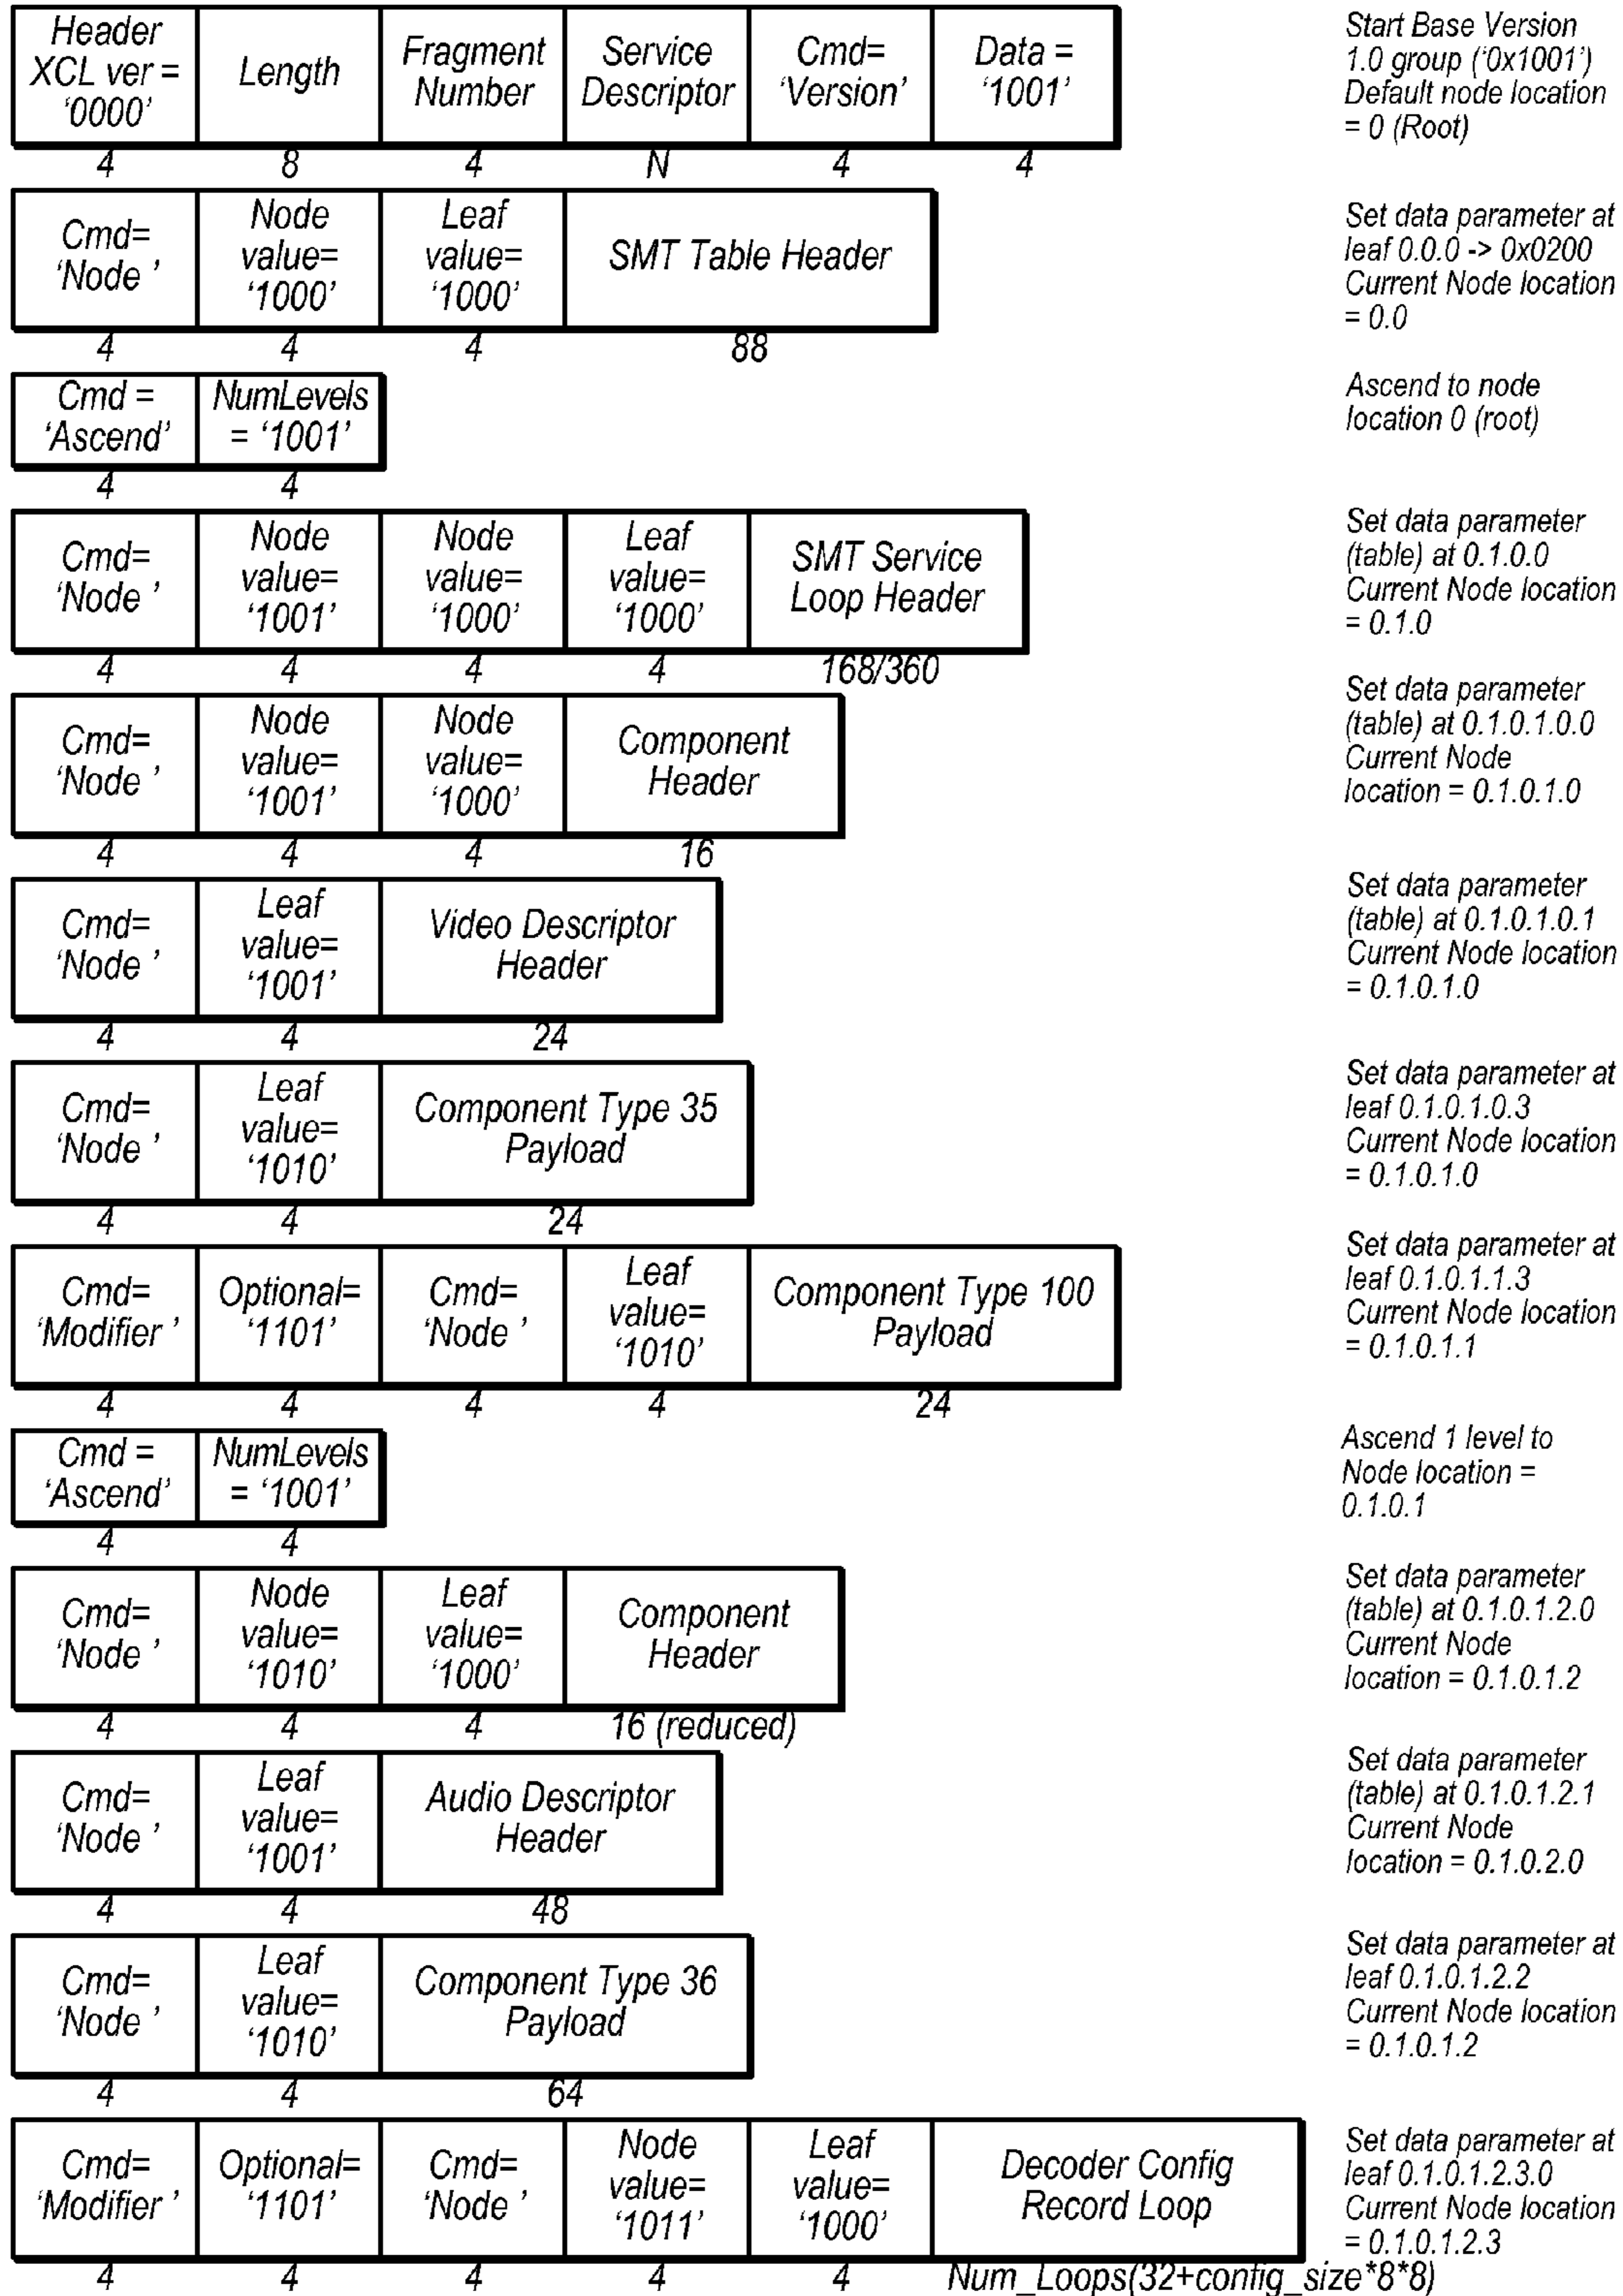 Header
XCL ver =
'0000'
Length
Fragment
Number
Service
Descriptor
Cmd=
'Version'
Data =
'1001'
4
8
4
N
4
4
Start Base Version
1.0 group ('0x1001')
Default node location
= 0 (Root)
Cmd=
'Node '
Node
value=
'1000'
Leaf
value=
'1000'
SMT Table Header
4
4
4
88
Set data parameter at
leaf 0.0.0 -> 0x0200
Current Node location
= 0.0
Cmd =
'Ascend'
NumLevels
= '1001'
4
4
Ascend to node
location 0 (root)
Cmd=
'Node '
Node
value=
'1001'
Node
value=
'1000'
Leaf
value=
'1000'
SMT Service
Loop Header
4
4
4
4
168/360
Set data parameter
(table) at 0.1.0.0
Current Node location
= 0.1.0
Cmd=
'Node '
Node
value=
'1001'
Node
value=
'1000'
Component
Header
4
4
4
16
Set data parameter
(table) at 0.1.0.1.0.0
Current Node
location = 0.1.0.1.0
Cmd=
'Node '
Leaf
value=
'1001'
Video Descriptor
Header
4
4
24
Set data parameter
(table) at 0.1.0.1.0.1
Current Node location
= 0.1.0.1.0
Cmd=
'Node '
Leaf
value=
'1010'
Component Type 35
Payload
4
4
24
Set data parameter at
leaf 0.1.0.1.0.3
Current Node location
= 0.1.0.1.0
Cmd=
'Modifier '
Optional=
'1101'
Cmd=
'Node '
Leaf
value=
'1010'
Component Type 100
Payload
4
4
4
4
24
Set data parameter at
leaf 0.1.0.1.1.3
Current Node location
= 0.1.0.1.1
Cmd =
'Ascend'
NumLevels
= '1001'
4
4
Ascend 1 level to
Node location =
0.1.0.1
Cmd=
'Node '
Node
value=
'1010'
Leaf
value=
'1000'
Component
Header
4
4
4
16 (reduced)
Set data parameter
(table) at 0.1.0.1.2.0
Current Node
location = 0.1.0.1.2
Cmd=
'Node '
Leaf
value=
'1001'
Audio Descriptor
Header
4
4
48
Set data parameter
(table) at 0.1.0.1.2.1
Current Node
location = 0.1.0.2.0
Cmd=
'Node '
Leaf
value=
'1010'
Component Type 36
Payload
4
4
64
Set data parameter at
leaf 0.1.0.1.2.2
Current Node location
= 0.1.0.1.2
Cmd=
'Modifier '
Optional=
'1101'
Cmd=
'Node '
Node
value=
'1011'
Leaf
value=
'1000'
Decoder Config
Record Loop
4
4
4
4
4
Num_Loops(32+config_size*8*8)
Set data parameter at
leaf 0.1.0.1.2.3.0
Current Node location
= 0.1.0.1.2.3